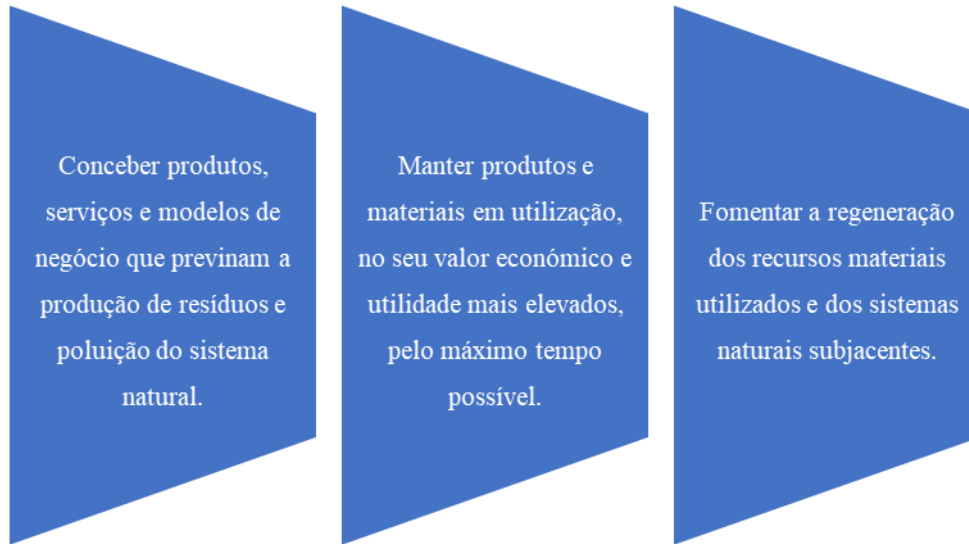 Conceber produtos,
serviços e modelos de
negócio que previnam a
produção de resíduos e
poluição do sistema
natural.
Manter produtos e
materiais em utilização,
no seu valor económico e
utilidade mais elevados,
pelo máximo tempo
possível.
Fomentar a regeneração
dos recursos materiais
utilizados e dos sistemas
naturais subjacentes.